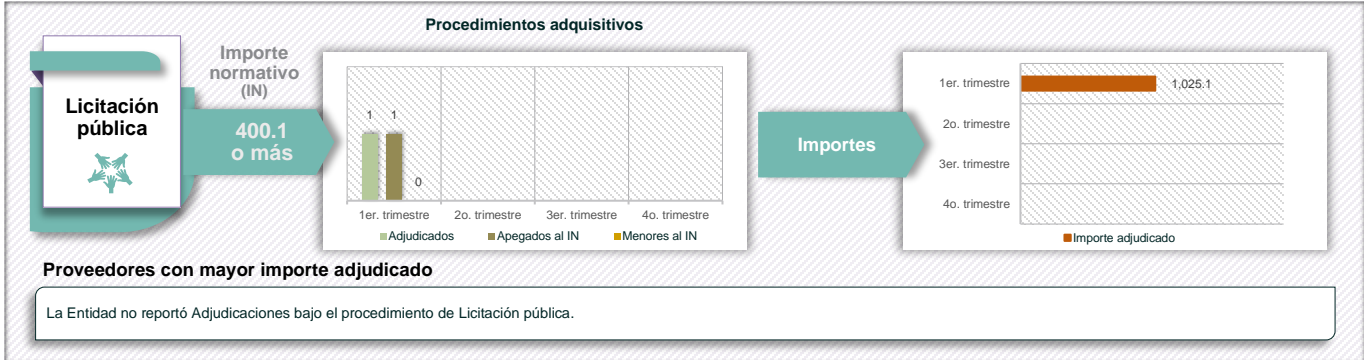 Procedimientos adquisitivos
Licitación
pública
Importe
normativo
(IN)
400.1
o más
1 1
0
1er. trimestre 2o. trimestre 3er. trimestre 4o. trimestre
Adjudicados Apegados al IN Menores al IN
Importes
1er. trimestre 1,025.1
2o. trimestre
3er. trimestre
4o. trimestre
Importe adjudicado
Proveedores con mayor importe adjudicado
La Entidad no reportó Adjudicaciones bajo el procedimiento de Licitación pública.